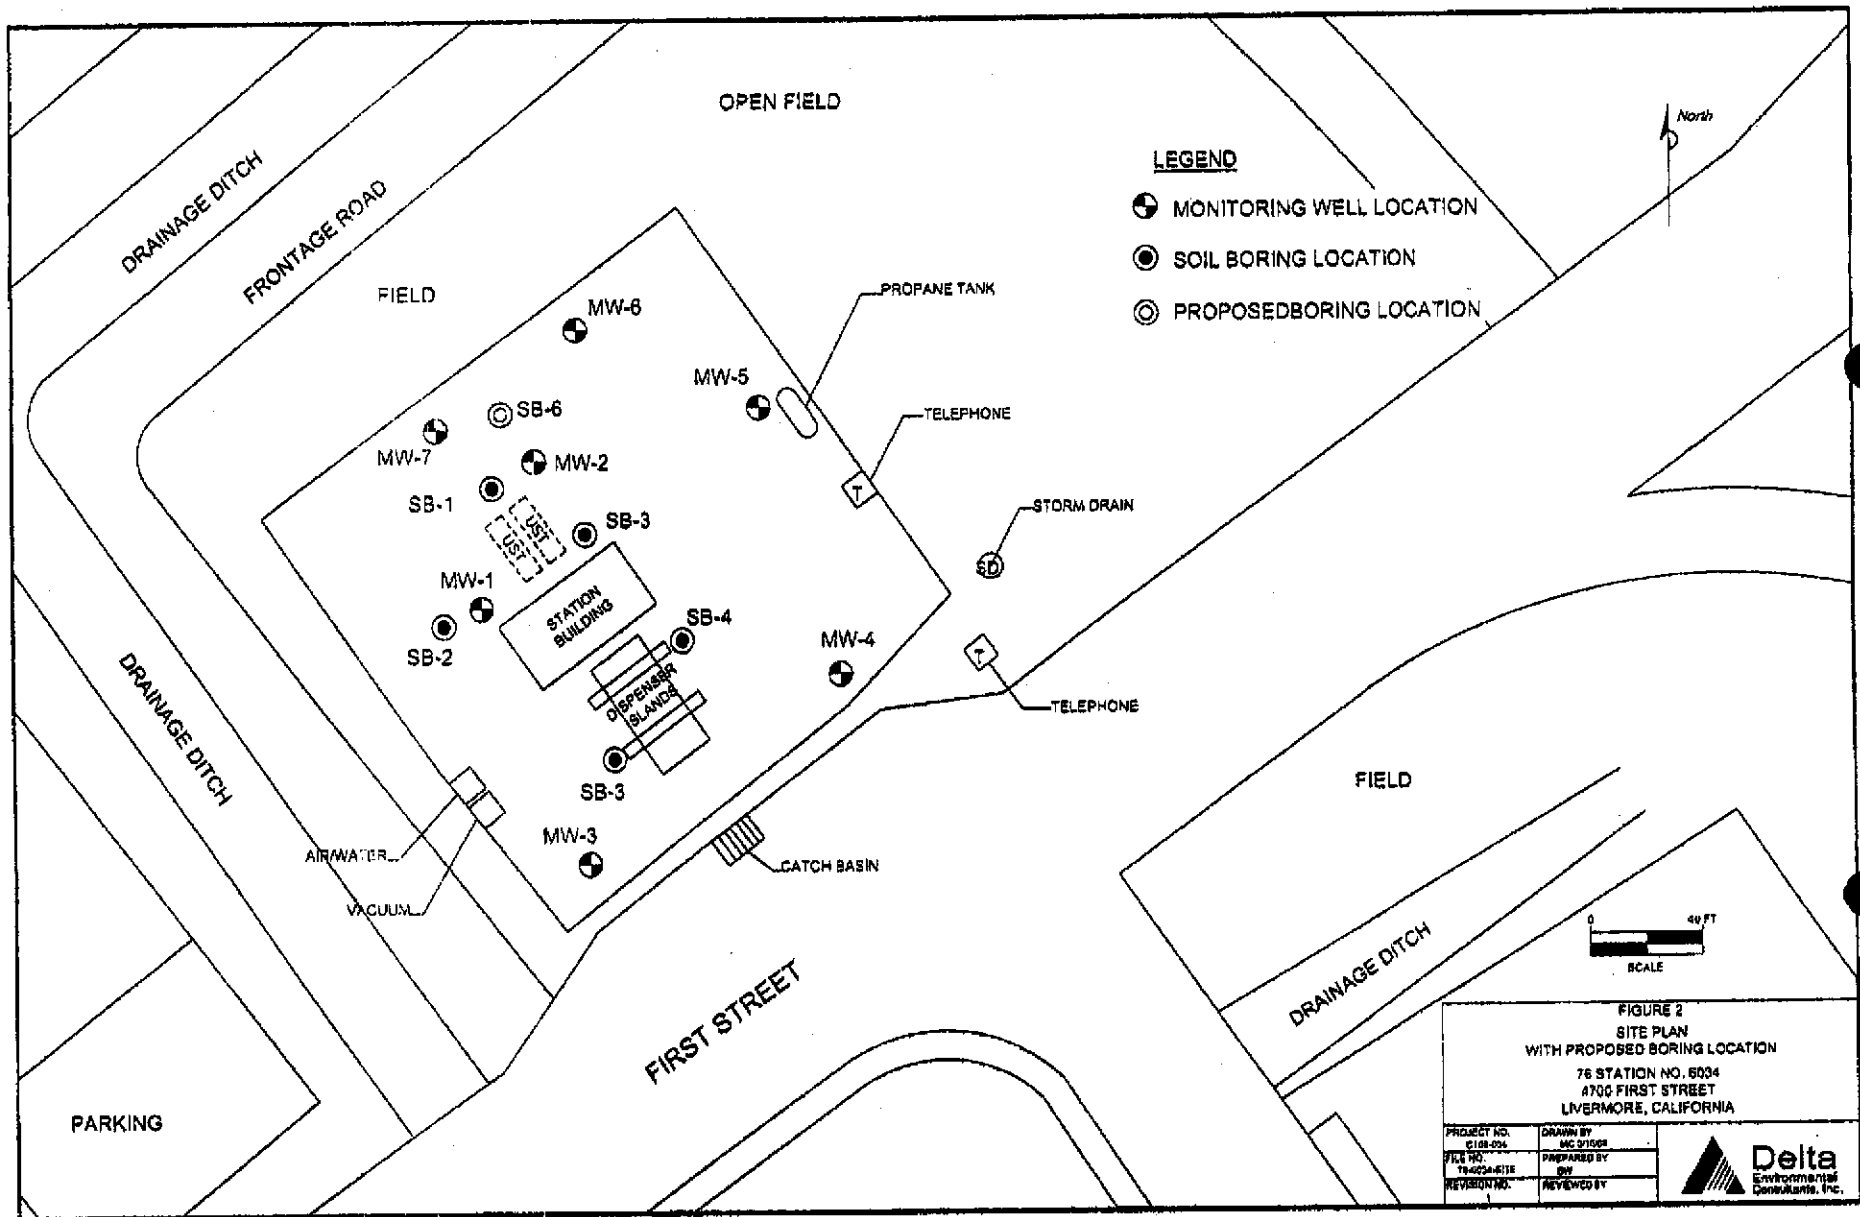 OPEN FIELD
North
LEGEND
MONITORING WELL LOCATION
SOIL BORING LOCATION
PROPOSEDBORING LOCATION
DRAINAGE DITCH
FRONTAGE ROAD
FIELD
MW-6
PROPANE TANK
MW-5
SB-6
TELEPHONE
MW-7
MW-2
T
SB-1
STORM DRAIN
SB-3
UST
UST
SD
MW-1
STATION
BUILDING
SB-4
SB-2
MW-4
T
DISPENSER
ISLANDS
TELEPHONE
DRAINAGE DITCH
SB-3
FIELD
MW-3
AIR/WATER
CATCH BASIN
VACUUM
0 40 FT
SCALE
DRAINAGE DITCH
FIRST STREET
PARKING
FIGURE 2
SITE PLAN
WITH PROPOSED BORING LOCATION
76 STATION NO. 6034
4700 FIRST STREET
LIVERMORE, CALIFORNIA
PROJECT NO.
DRAWN BY
FILE NO.
PREPARED BY
REVISION NO.
REVIEWED BY
Delta
Environmental
Consultants, Inc.